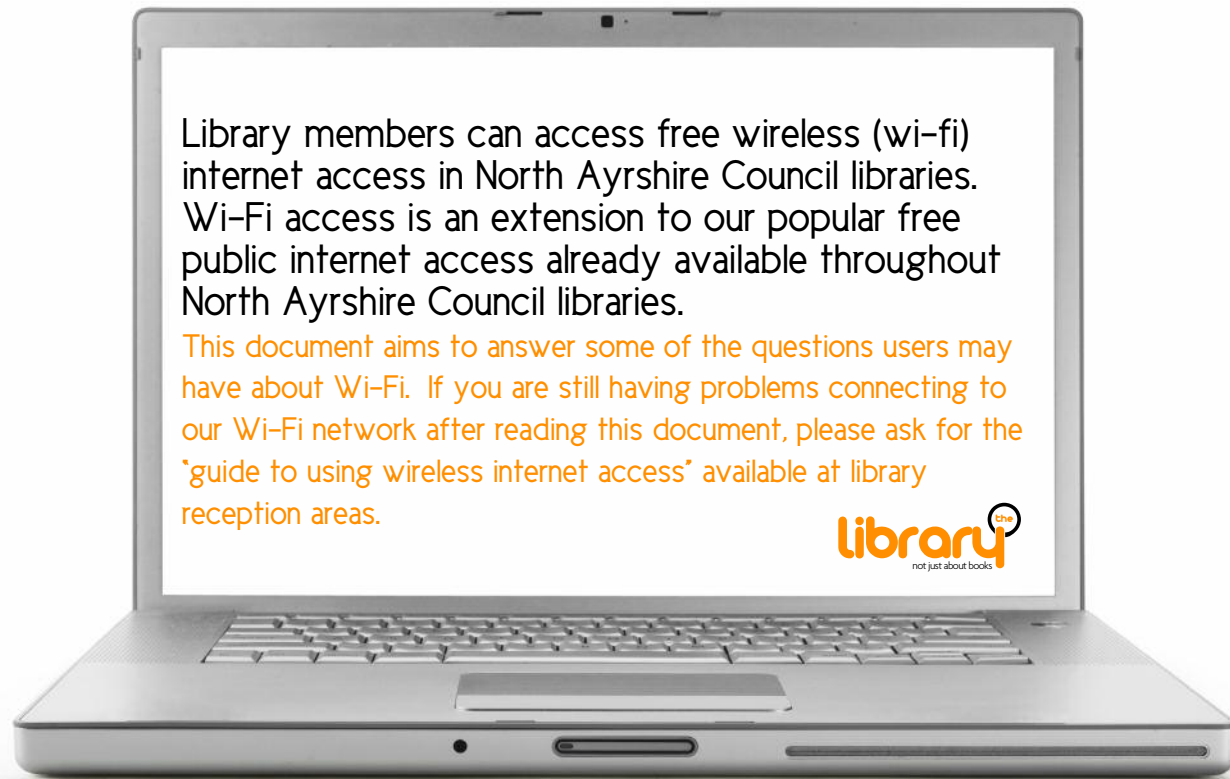 Library members can access free wireless (wi-fi)
internet access in North Ayrshire Council libraries.
Wi-Fi access is an extension to our popular free
public internet access already available throughout
North Ayrshire Council libraries.
This document aims to answer some of the questions users may
have about Wi-Fi.  If you are still having problems connecting to
our Wi-Fi network after reading this document, please ask for the
“guide to using wireless internet access” available at library
reception areas.
the
library
not just about books